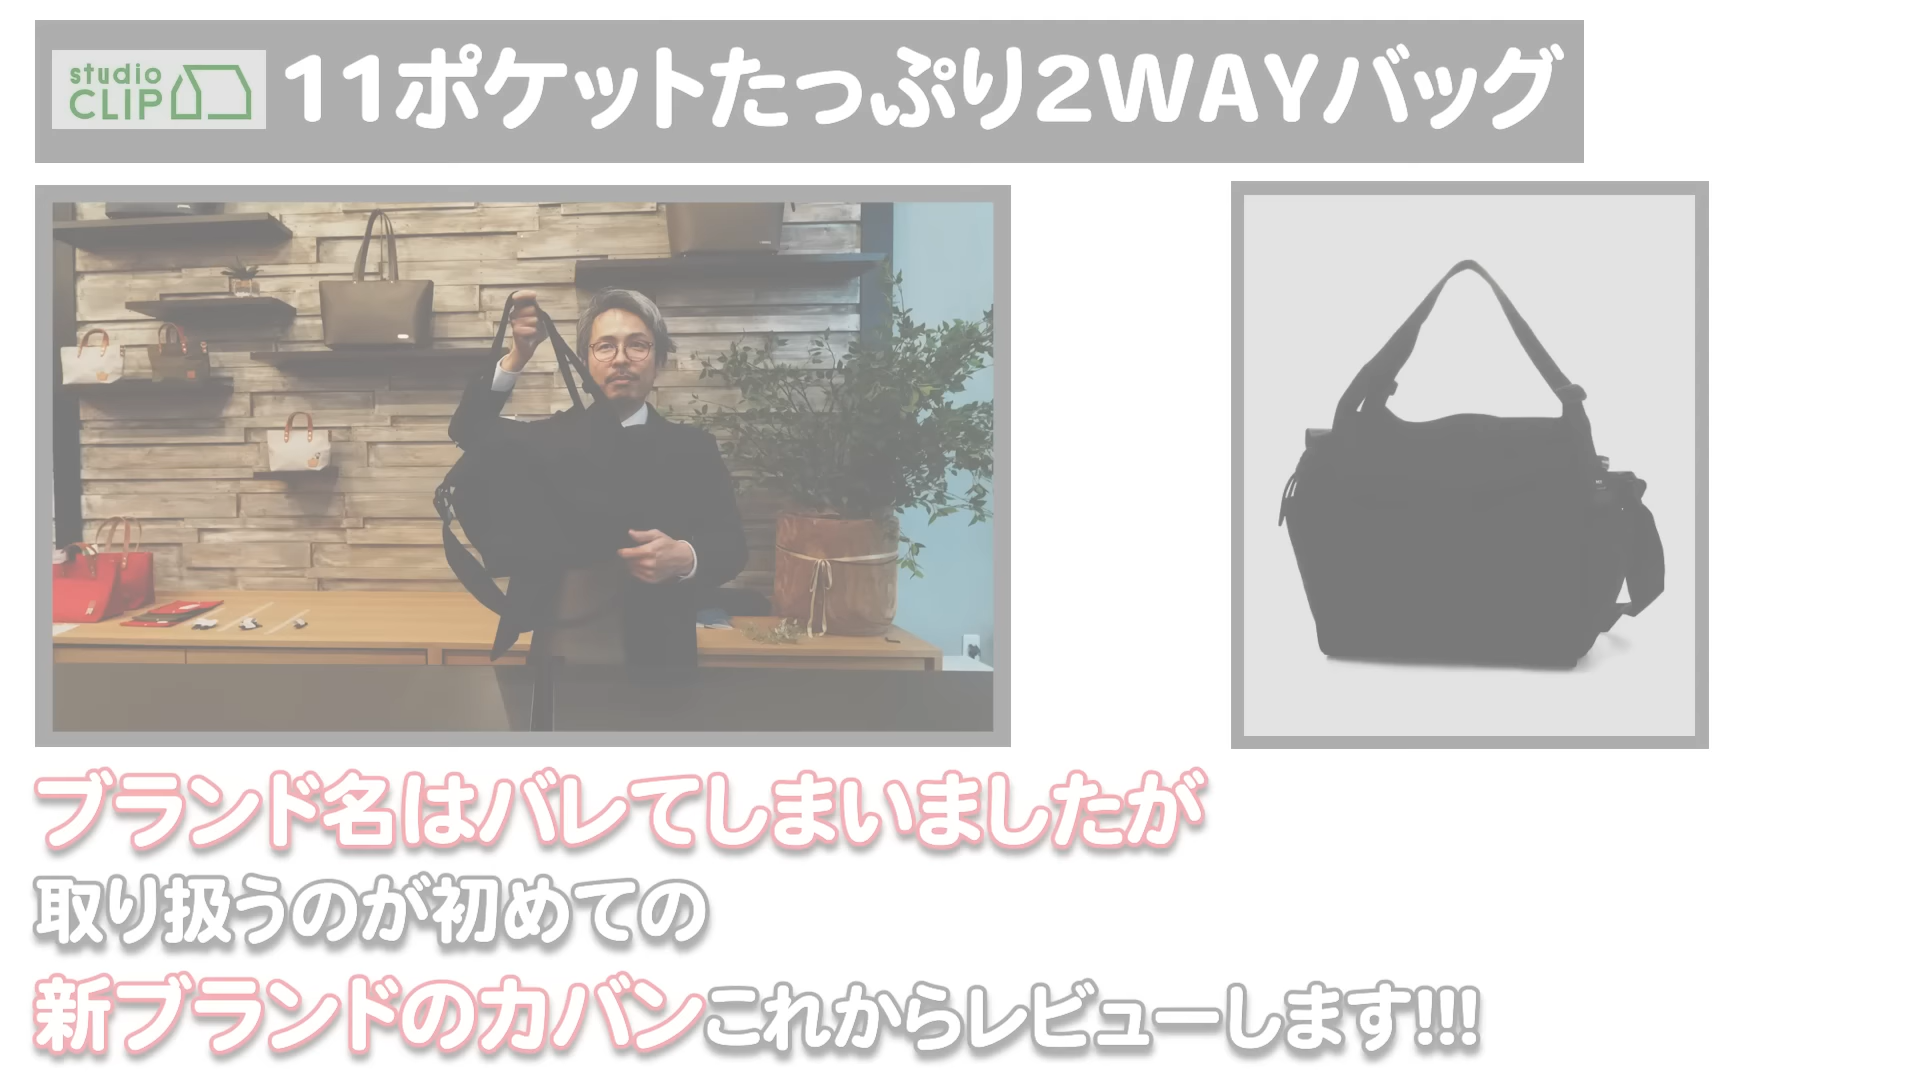 studio CLIP
11ポケットたっぷり2WAYバッグ
ブランド名はバレてしまいましたが
取り扱うのが初めての
新ブランドのカバンこれからレビューします!!!